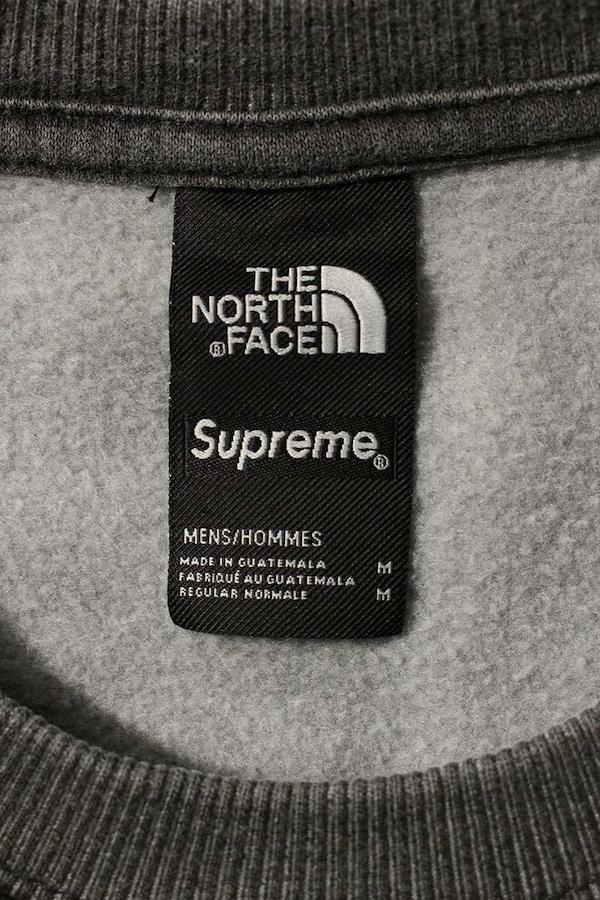 THE
NORTH
®FACE
Supreme®
MENS/HOMMES
MADE IN GUATEMALA M
FABRIQUÉ AU GUATEMALA
REGULAR NORMALE M